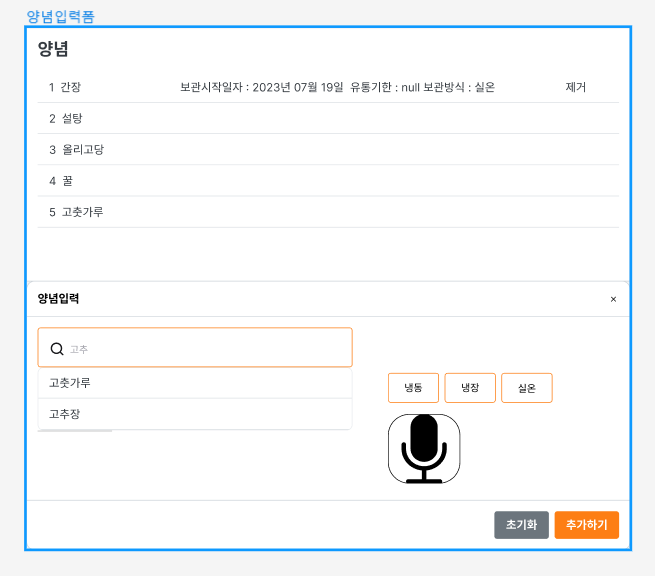 양념입력폼
양념
1 간장 보관시작일자 : 2023년 07월 19일 유통기한 : null 보관방식 : 실온 제거
2 설탕
3 올리고당
4 꿀
5 고춧가루
양념입력 ×
고추
고춧가루
고추장
냉동 냉장 실온
초기화 추가하기